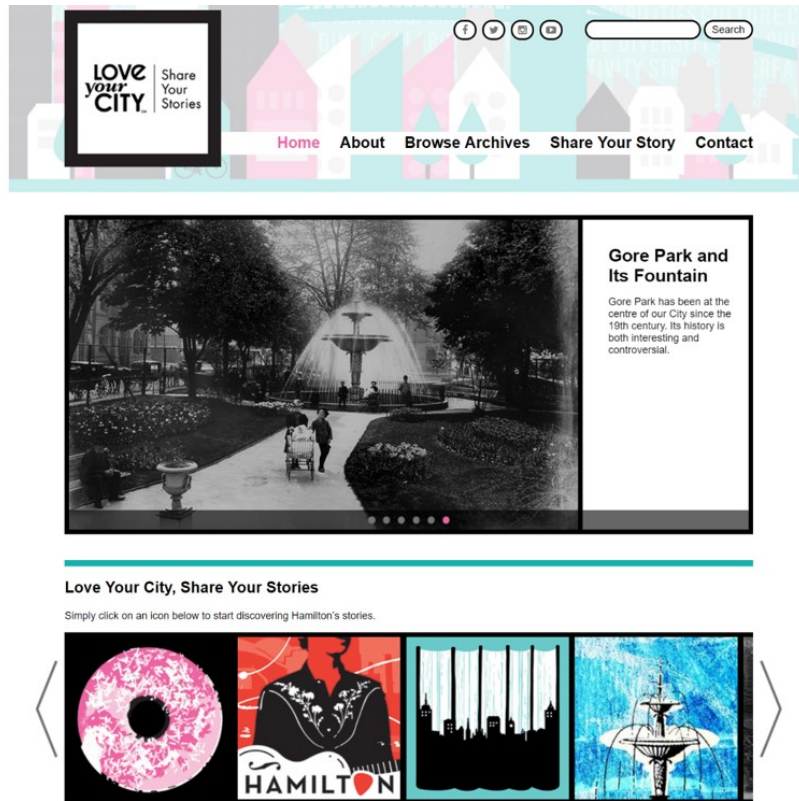 Search
LOVE
your
CITY™
Share
Your
Stories
Home About Browse Archives Share Your Story Contact
Gore Park and
Its Fountain
Gore Park has been at the
centre of our City since the
19th century. Its history is
both interesting and
controversial.
Love Your City, Share Your Stories
Simply click on an icon below to start discovering Hamilton's stories.
HAMILTON